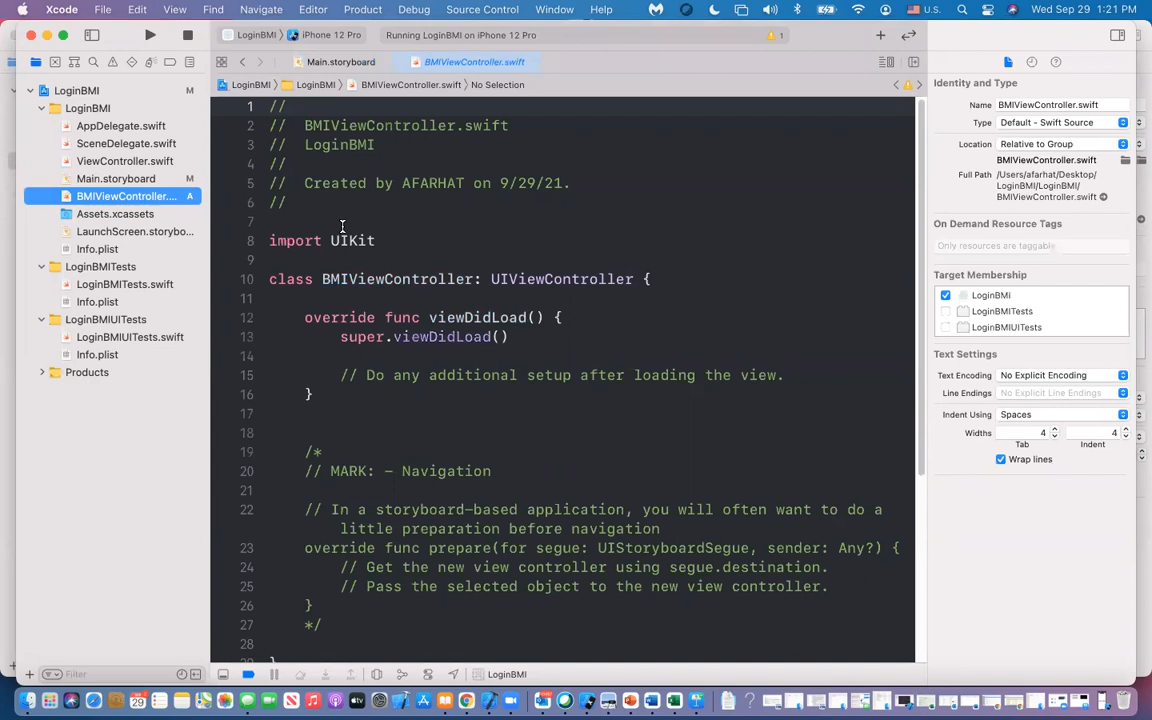 Xcode File Edit View Find Navigate Editor Product Debug Source Control Window Help U.S. Wed Sep 29 1:21 PM
LoginBMI iPhone 12 Pro Running LoginBMI on iPhone 12 Pro 1
Main.storyboard BMIViewController.swift
LoginBMI LoginBMI BMIViewController.swift No Selection
LoginBMI M
LoginBMI
AppDelegate.swift
SceneDelegate.swift
ViewController.swift
Main.storyboard M
BMIViewController.... A
Assets.xcassets
LaunchScreen.storybo...
Info.plist
LoginBMITests
LoginBMITests.swift
Info.plist
LoginBMIUITests
LoginBMIUITests.swift
Info.plist
Products
Filter
1 //
2 // BMIViewController.swift
3 // LoginBMI
4 //
5 // Created by AFARHAT on 9/29/21.
6 //
7
8 import UIKit
9
10 class BMIViewController: UIViewController {
11
12 override func viewDidLoad() {
13 super.viewDidLoad()
14
15 // Do any additional setup after loading the view.
16 }
17
18
19 /*
20 // MARK: - Navigation
21
22 // In a storyboard-based application, you will often want to do a
little preparation before navigation
23 override func prepare(for segue: UIStoryboardSegue, sender: Any?) {
24 // Get the new view controller using segue.destination.
25 // Pass the selected object to the new view controller.
26 }
27 */
28
29 }
LoginBMI
Identity and Type
Name BMIViewController.swift
Type Default - Swift Source
Location Relative to Group
BMIViewController.swift
Full Path /Users/afarhat/Desktop/
LoginBMI/LoginBMI/
BMIViewController.swift
On Demand Resource Tags
Only resources are taggable
Target Membership
LoginBMI
LoginBMITests
LoginBMIUITests
Text Settings
Text Encoding No Explicit Encoding
Line Endings No Explicit Line Endings
Indent Using Spaces
Widths 4 4
Tab Indent
Wrap lines